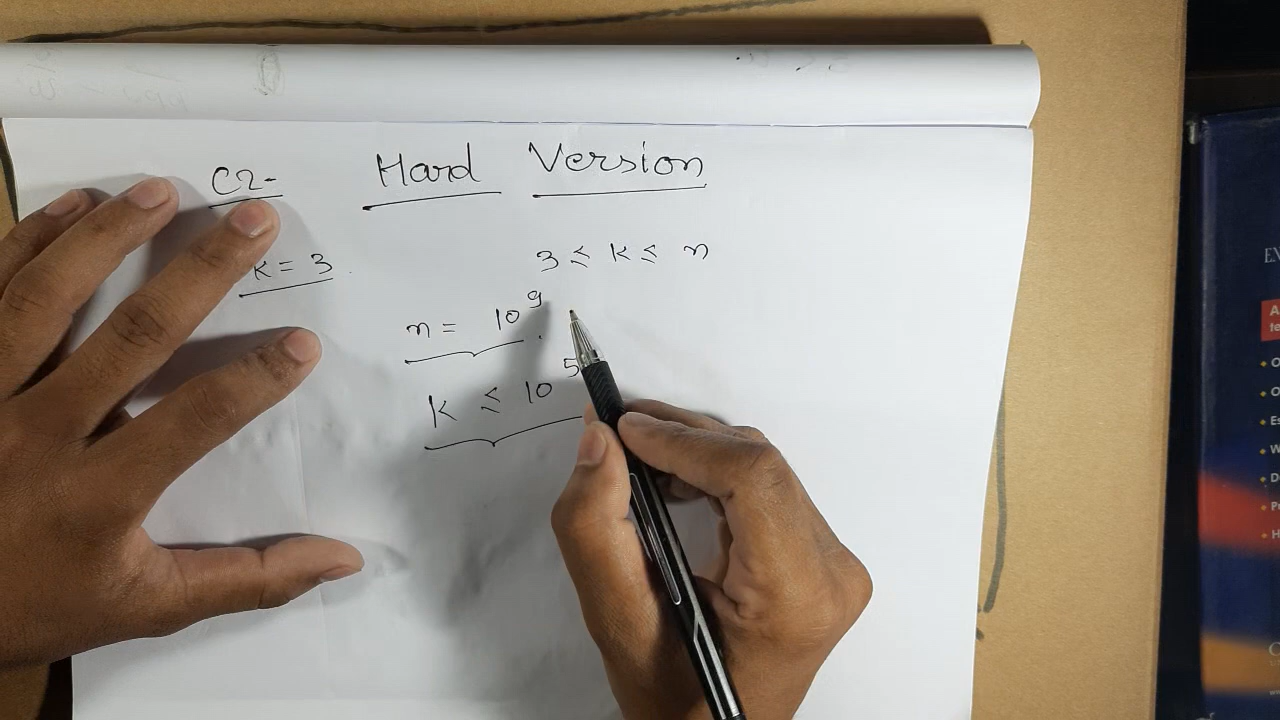 C2- Hard Version
k = 3 3 ≤ k ≤ n
n = 10⁹.
k ≤ 10⁵